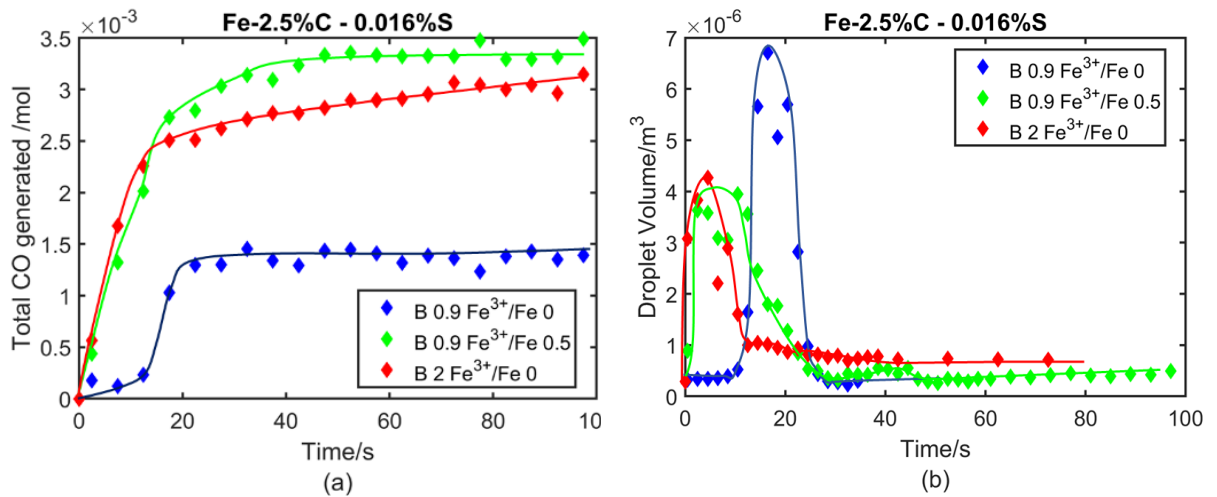 Fe-2.5%C - 0.016%S
×10⁻³
3.5
3
2.5
2
1.5
1
0.5
0
0 20 40 60 80 100
Total CO generated /mol
Time/s
B 0.9 Fe³⁺/Fe 0
B 0.9 Fe³⁺/Fe 0.5
B 2 Fe³⁺/Fe 0
(a)
Fe-2.5%C - 0.016%S
×10⁻⁶
7
6
5
4
3
2
1
0
0 20 40 60 80 100
Droplet Volume/m³
Time/s
B 0.9 Fe³⁺/Fe 0
B 0.9 Fe³⁺/Fe 0.5
B 2 Fe³⁺/Fe 0
(b)